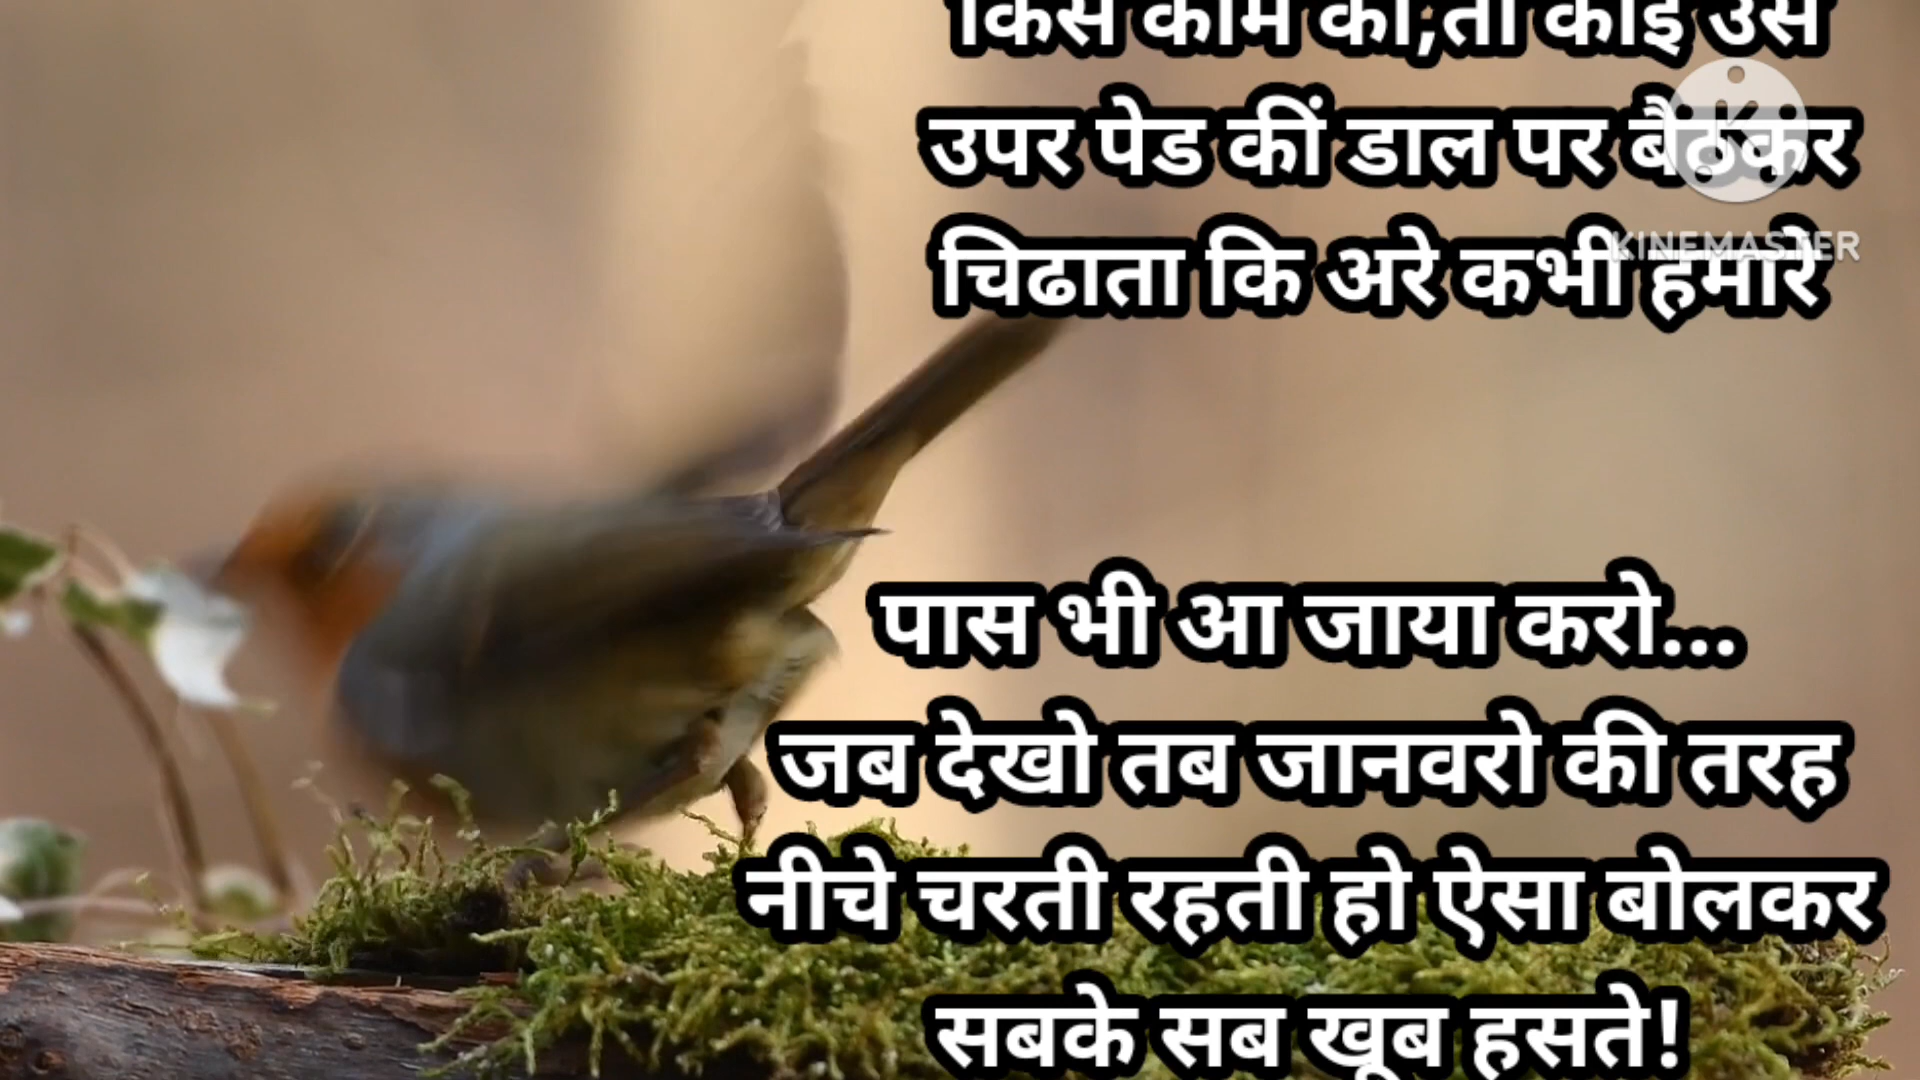 किस काम का,तो कोई उसे
उपर पेड कीं डाल पर बैठकर
चिढाता कि अरे कभी हमारे
KINEMASTER
पास भी आ जाया करो...
जब देखो तब जानवरो की तरह
नीचे चरती रहती हो ऐसा बोलकर
सबके सब खूब हसते!